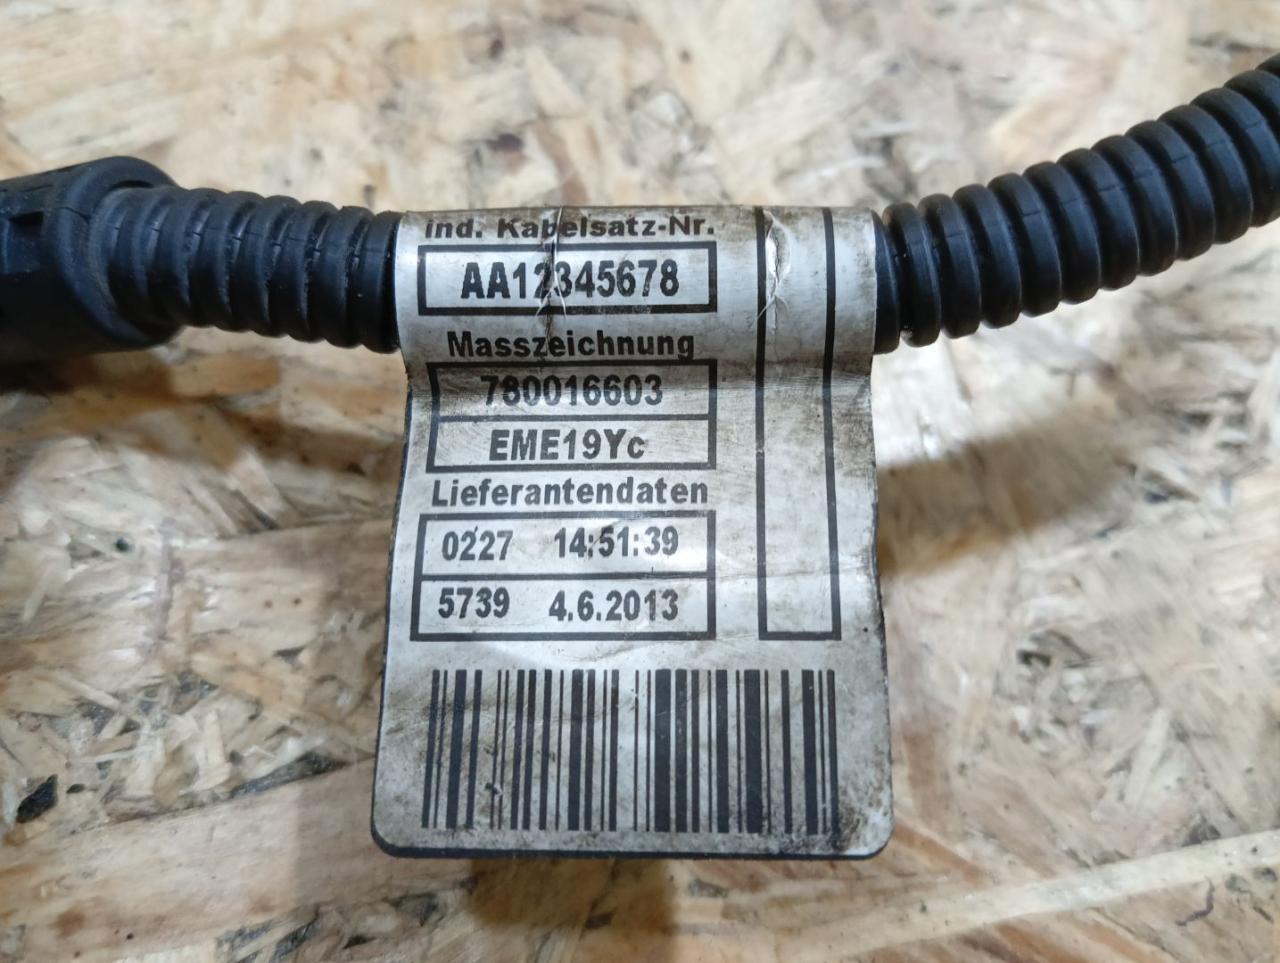 ind. Kabelsatz-Nr.
AA12345678
Masszeichnung
780016603
EME19Yc
Lieferantendaten
0227 14:51:39
5739 4.6.2013